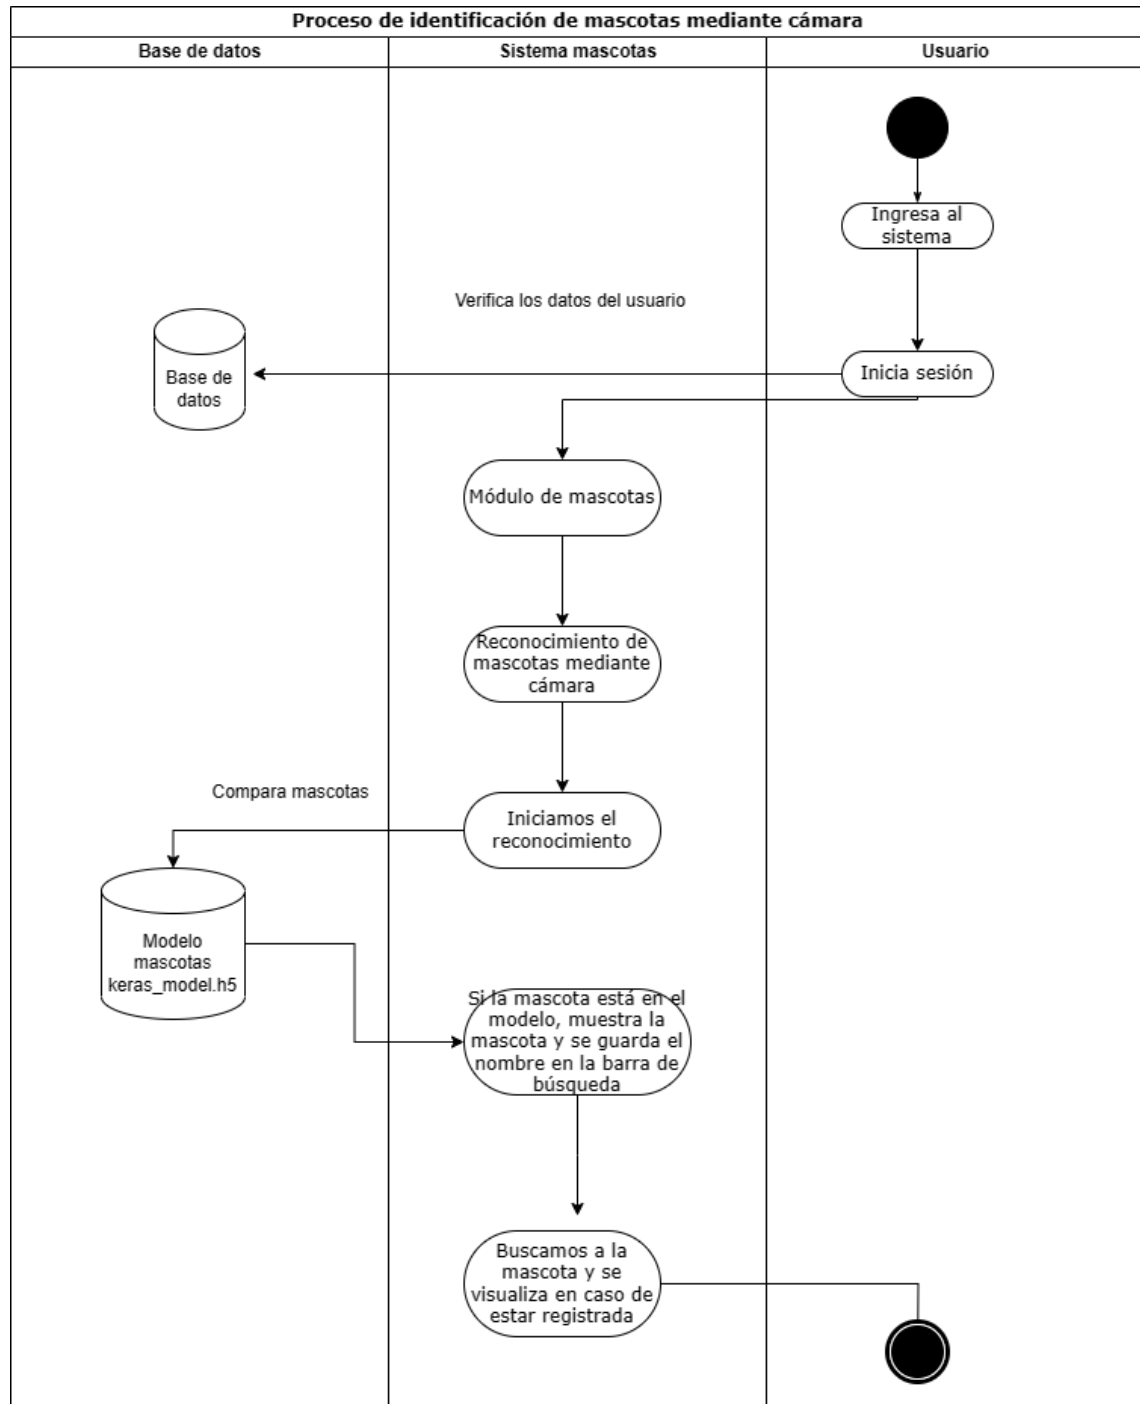 Proceso de identificación de mascotas mediante cámara
Base de datos
Sistema mascotas
Usuario
Ingresa al
sistema
Verifica los datos del usuario
Base de
datos
Inicia sesión
Módulo de mascotas
Reconocimiento de
mascotas mediante
cámara
Compara mascotas
Iniciamos el
reconocimiento
Modelo
mascotas
keras_model.h5
Si la mascota está en el
modelo, muestra la
mascota y se guarda el
nombre en la barra de
búsqueda
Buscamos a la
mascota y se
visualiza en caso de
estar registrada